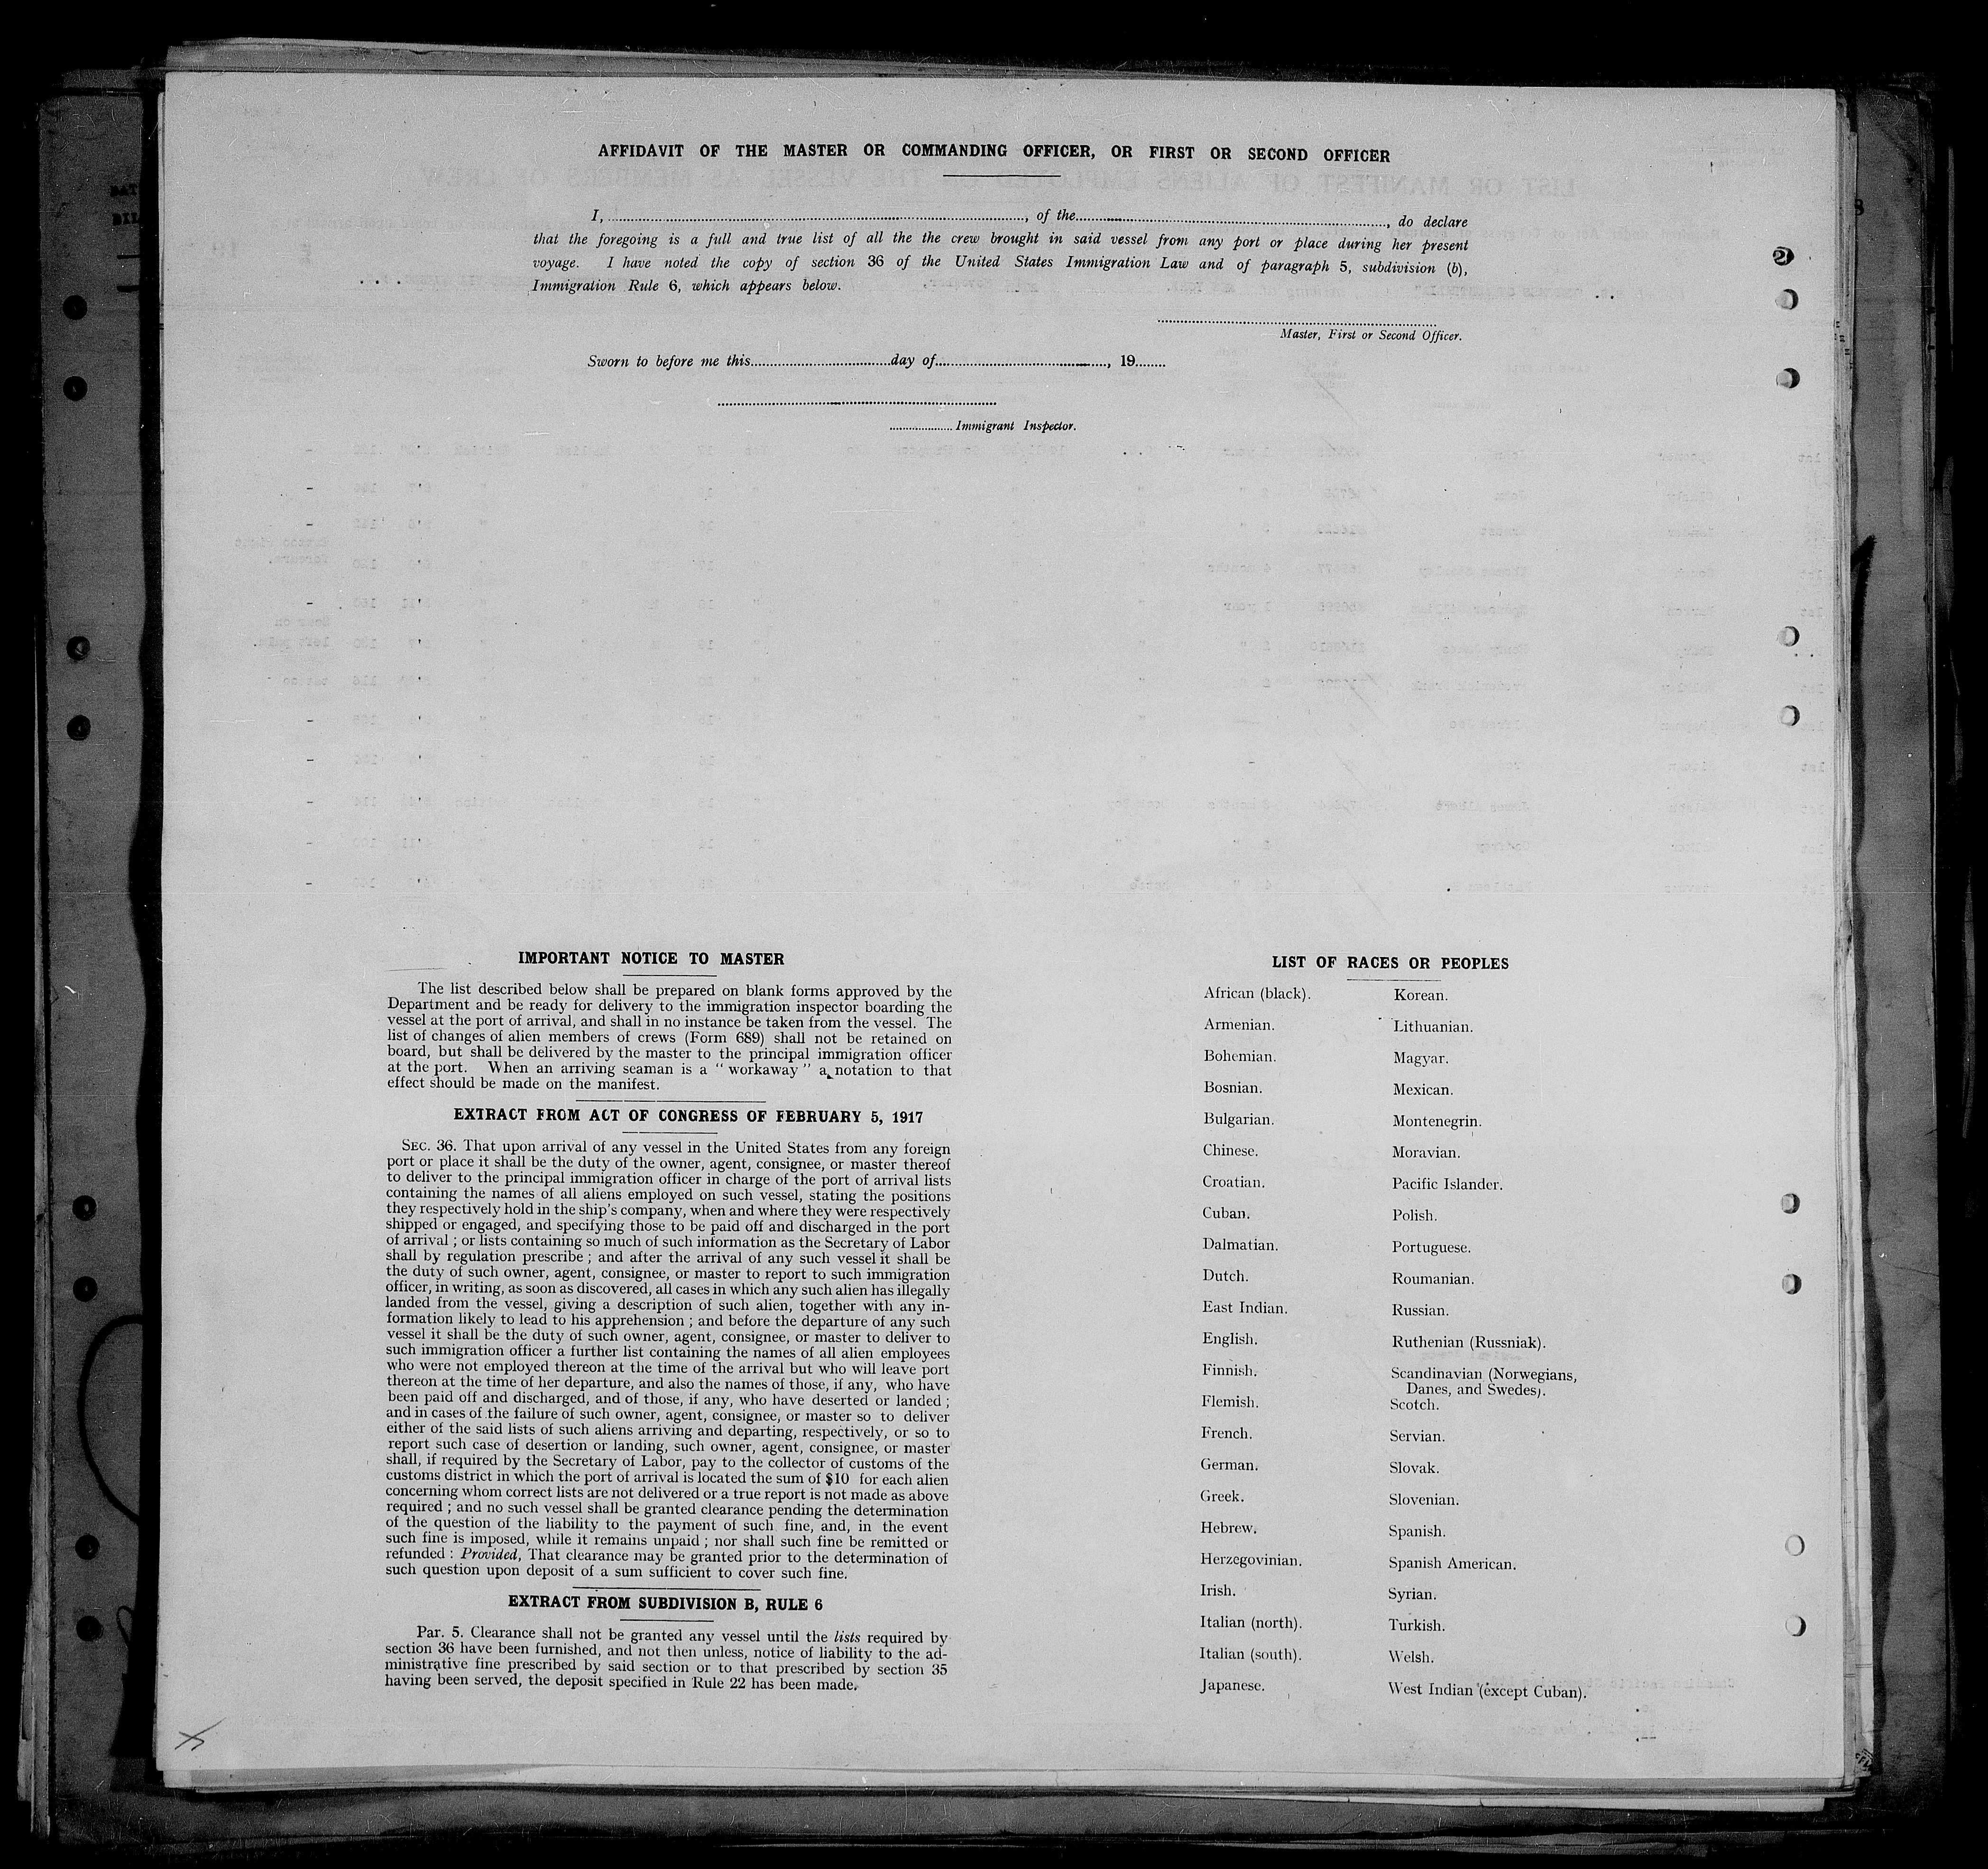 AFFIDAVIT OF THE MASTER OR COMMANDING OFFICER, OR FIRST OR SECOND OFFICER
I, ........................, of the........................, do declare
that the foregoing is a full and true list of all the the crew brought in said vessel from any port or place during her present
voyage. I have noted the copy of section 36 of the United States Immigration Law and of paragraph 5, subdivision (b),
Immigration Rule 6, which appears below.
Master, First or Second Officer.
Sworn to before me this........................day of........................, 19........
.................... Immigrant Inspector.
IMPORTANT NOTICE TO MASTER
The list described below shall be prepared on blank forms approved by the
Department and be ready for delivery to the immigration inspector boarding the
vessel at the port of arrival, and shall in no instance be taken from the vessel. The
list of changes of alien members of crews (Form 689) shall not be retained on
board, but shall be delivered by the master to the principal immigration officer
at the port. When an arriving seaman is a "workaway" a notation to that
effect should be made on the manifest.
EXTRACT FROM ACT OF CONGRESS OF FEBRUARY 5, 1917
SEC. 36. That upon arrival of any vessel in the United States from any foreign
port or place it shall be the duty of the owner, agent, consignee, or master thereof
to deliver to the principal immigration officer in charge of the port of arrival lists
containing the names of all aliens employed on such vessel, stating the positions
they respectively hold in the ship's company, when and where they were respectively
shipped or engaged, and specifying those to be paid off and discharged in the port
of arrival; or lists containing so much of such information as the Secretary of Labor
shall by regulation prescribe; and after the arrival of any such vessel it shall be
the duty of such owner, agent, consignee, or master to report to such immigration
officer, in writing, as soon as discovered, all cases in which any such alien has illegally
landed from the vessel, giving a description of such alien, together with any in-
formation likely to lead to his apprehension; and before the departure of any such
vessel it shall be the duty of such owner, agent, consignee, or master to deliver to
such immigration officer a further list containing the names of all alien employees
who were not employed thereon at the time of the arrival but who will leave port
thereon at the time of her departure, and also the names of those, if any, who have
been paid off and discharged, and of those, if any, who have deserted or landed;
and in cases of the failure of such owner, agent, consignee, or master so to deliver
either of the said lists of such aliens arriving and departing, respectively, or so to
report such case of desertion or landing, such owner, agent, consignee, or master
shall, if required by the Secretary of Labor, pay to the collector of customs of the
customs district in which the port of arrival is located the sum of $10 for each alien
concerning whom correct lists are not delivered or a true report is not made as above
required; and no such vessel shall be granted clearance pending the determination
of the question of the liability to the payment of such fine, and, in the event
such fine is imposed, while it remains unpaid; nor shall such fine be remitted or
refunded: Provided, That clearance may be granted prior to the determination of
such question upon deposit of a sum sufficient to cover such fine.
EXTRACT FROM SUBDIVISION B, RULE 6
Par. 5. Clearance shall not be granted any vessel until the lists required by
section 36 have been furnished, and not then unless, notice of liability to the ad-
ministrative fine prescribed by said section or to that prescribed by section 35
having been served, the deposit specified in Rule 22 has been made.
LIST OF RACES OR PEOPLES
African (black).
Armenian.
Bohemian.
Bosnian.
Bulgarian.
Chinese.
Croatian.
Cuban.
Dalmatian.
Dutch.
East Indian.
English.
Finnish.
Flemish.
French.
German.
Greek.
Hebrew.
Herzegovinian.
Irish.
Italian (north).
Italian (south).
Japanese.
Korean.
Lithuanian.
Magyar.
Mexican.
Montenegrin.
Moravian.
Pacific Islander.
Polish.
Portuguese.
Roumanian.
Russian.
Ruthenian (Russniak).
Scandinavian (Norwegians,
Danes, and Swedes).
Scotch.
Servian.
Slovak.
Slovenian.
Spanish.
Spanish American.
Syrian.
Turkish.
Welsh.
West Indian (except Cuban).